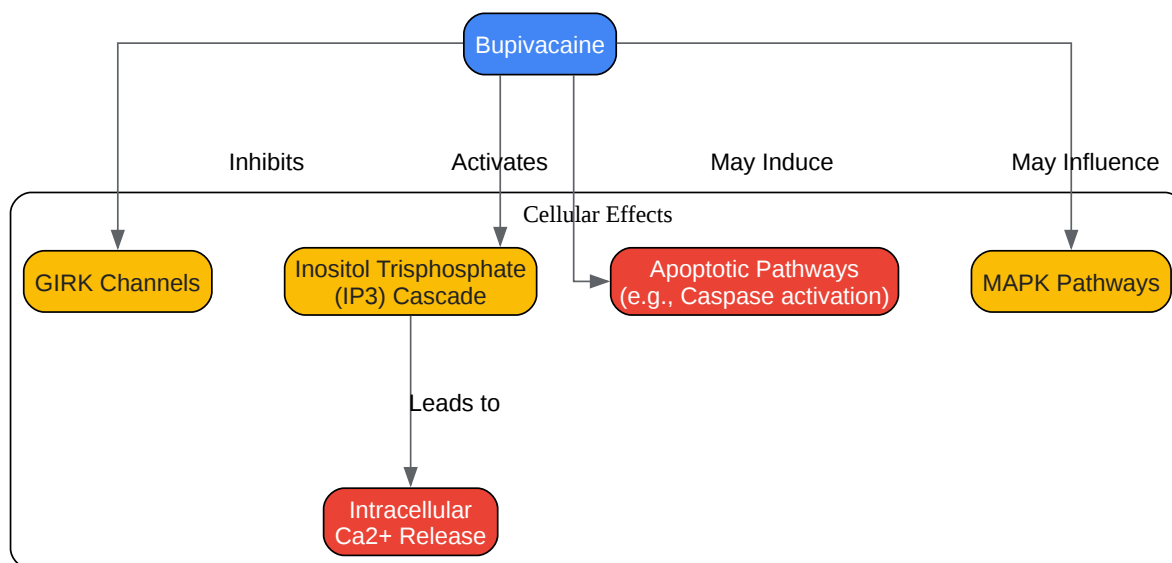 Bupivacaine
Inhibits
Activates
May Induce
May Influence
Cellular Effects
GIRK Channels
Inositol Trisphosphate
(IP3) Cascade
Apoptotic Pathways
(e.g., Caspase activation)
MAPK Pathways
Leads to
Intracellular
Ca2+ Release